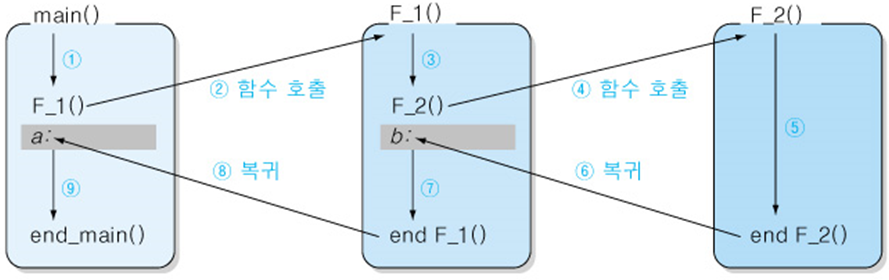 main()
①
F_1()
a:
⑨
end_main()
② 함수 호출
⑧ 복귀
F_1()
③
F_2()
b:
⑦
end F_1()
④ 함수 호출
⑥ 복귀
F_2()
⑤
end F_2()